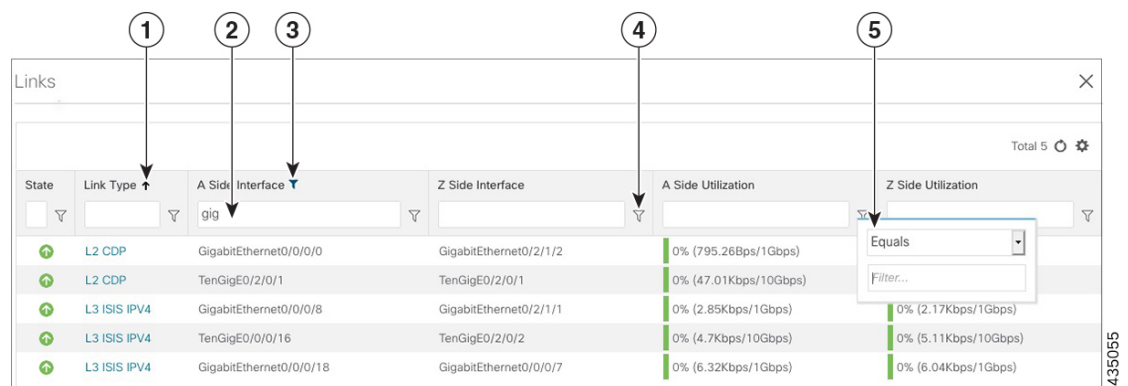 1 2 3 4 5
Links
Total 5
State Link Type A Side Interface Z Side Interface A Side Utilization Z Side Utilization
gig
Equals
Filter...
L2 CDP GigabitEthernet0/0/0/0 GigabitEthernet0/2/1/2 0% (795.26Bps/1Gbps)
L2 CDP TenGigE0/2/0/1 TenGigE0/2/0/1 0% (47.01Kbps/10Gbps)
L3 ISIS IPV4 GigabitEthernet0/0/0/8 GigabitEthernet0/2/1/1 0% (2.85Kbps/1Gbps) 0% (2.17Kbps/1Gbps)
L3 ISIS IPV4 TenGigE0/0/0/16 TenGigE0/2/0/2 0% (4.7Kbps/10Gbps) 0% (5.11Kbps/10Gbps)
L3 ISIS IPV4 GigabitEthernet0/0/0/18 GigabitEthernet0/0/0/7 0% (6.32Kbps/1Gbps) 0% (6.04Kbps/1Gbps)
435055